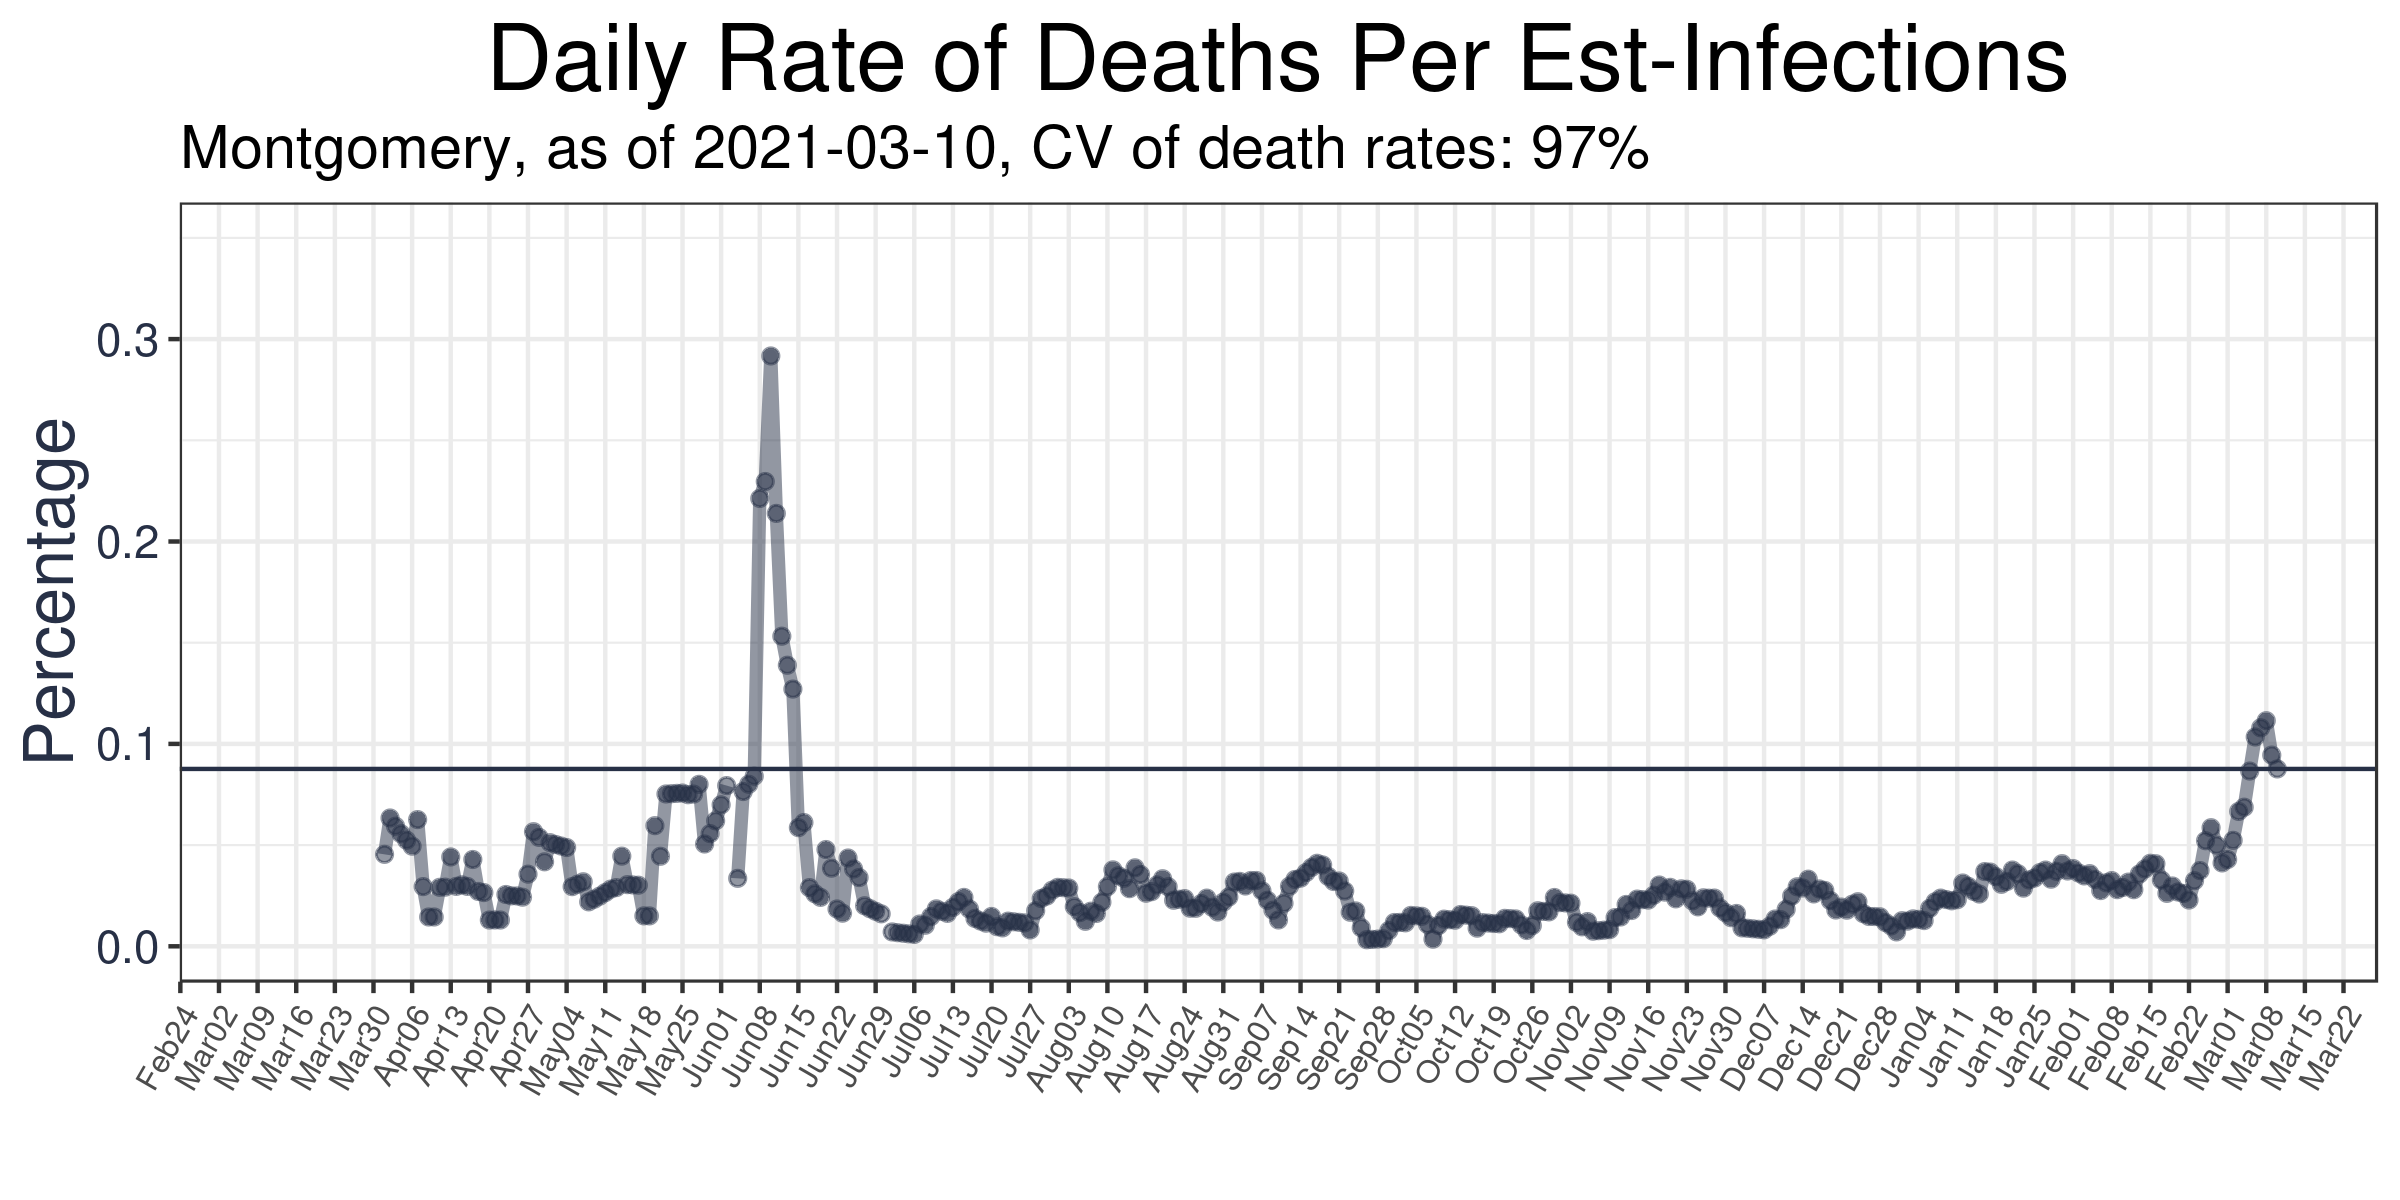 Daily Rate of Deaths Per Est-Infections
Montgomery, as of 2021-03-10, CV of death rates: 97%
Percentage
0.3
0.2
0.1
0.0
Feb24 Mar02 Mar09 Mar16 Mar23 Mar30 Apr06 Apr13 Apr20 Apr27 May04 May11 May18 May25 Jun01 Jun08 Jun15 Jun22 Jun29 Jul06 Jul13 Jul20 Jul27 Aug03 Aug10 Aug17 Aug24 Aug31 Sep07 Sep14 Sep21 Sep28 Oct05 Oct12 Oct19 Oct26 Nov02 Nov09 Nov16 Nov23 Nov30 Dec07 Dec14 Dec21 Dec28 Jan04 Jan11 Jan18 Jan25 Feb01 Feb08 Feb15 Feb22 Mar01 Mar08 Mar15 Mar22